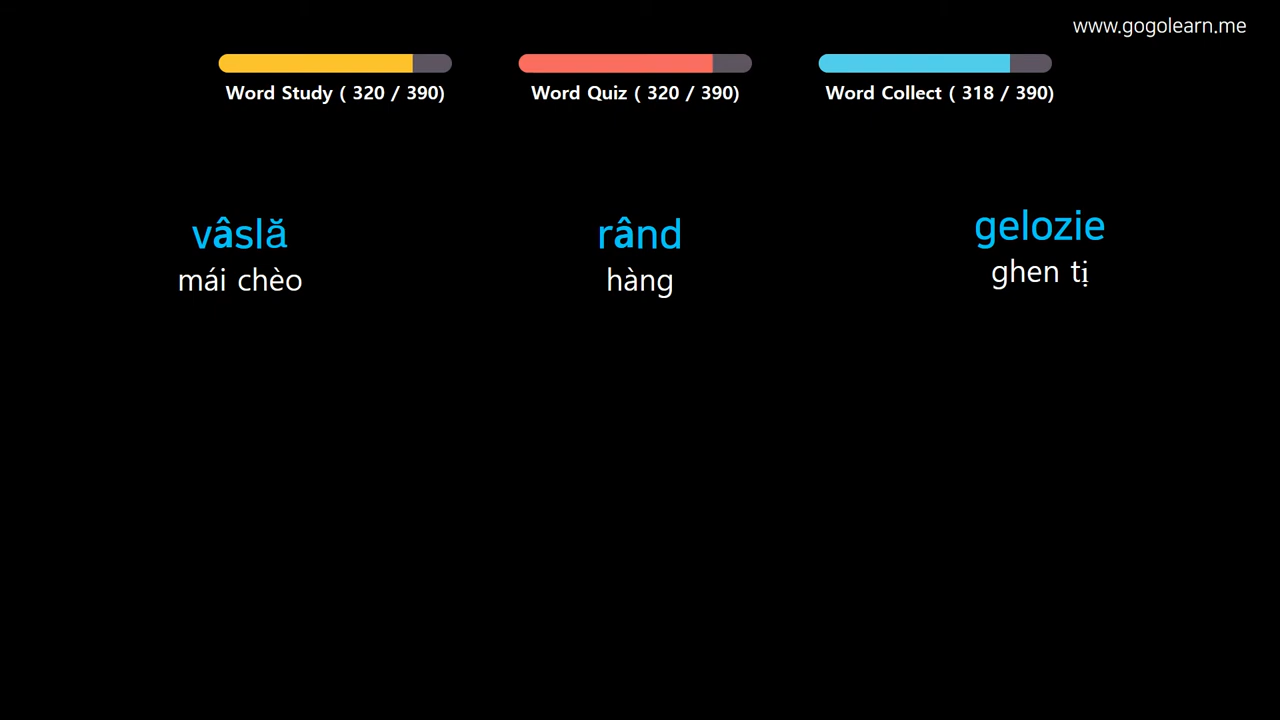 www.gogolearn.me
Word Study ( 320 / 390)
Word Quiz ( 320 / 390)
Word Collect ( 318 / 390)
vâslă
mái chèo
rând
hàng
gelozie
ghen tị